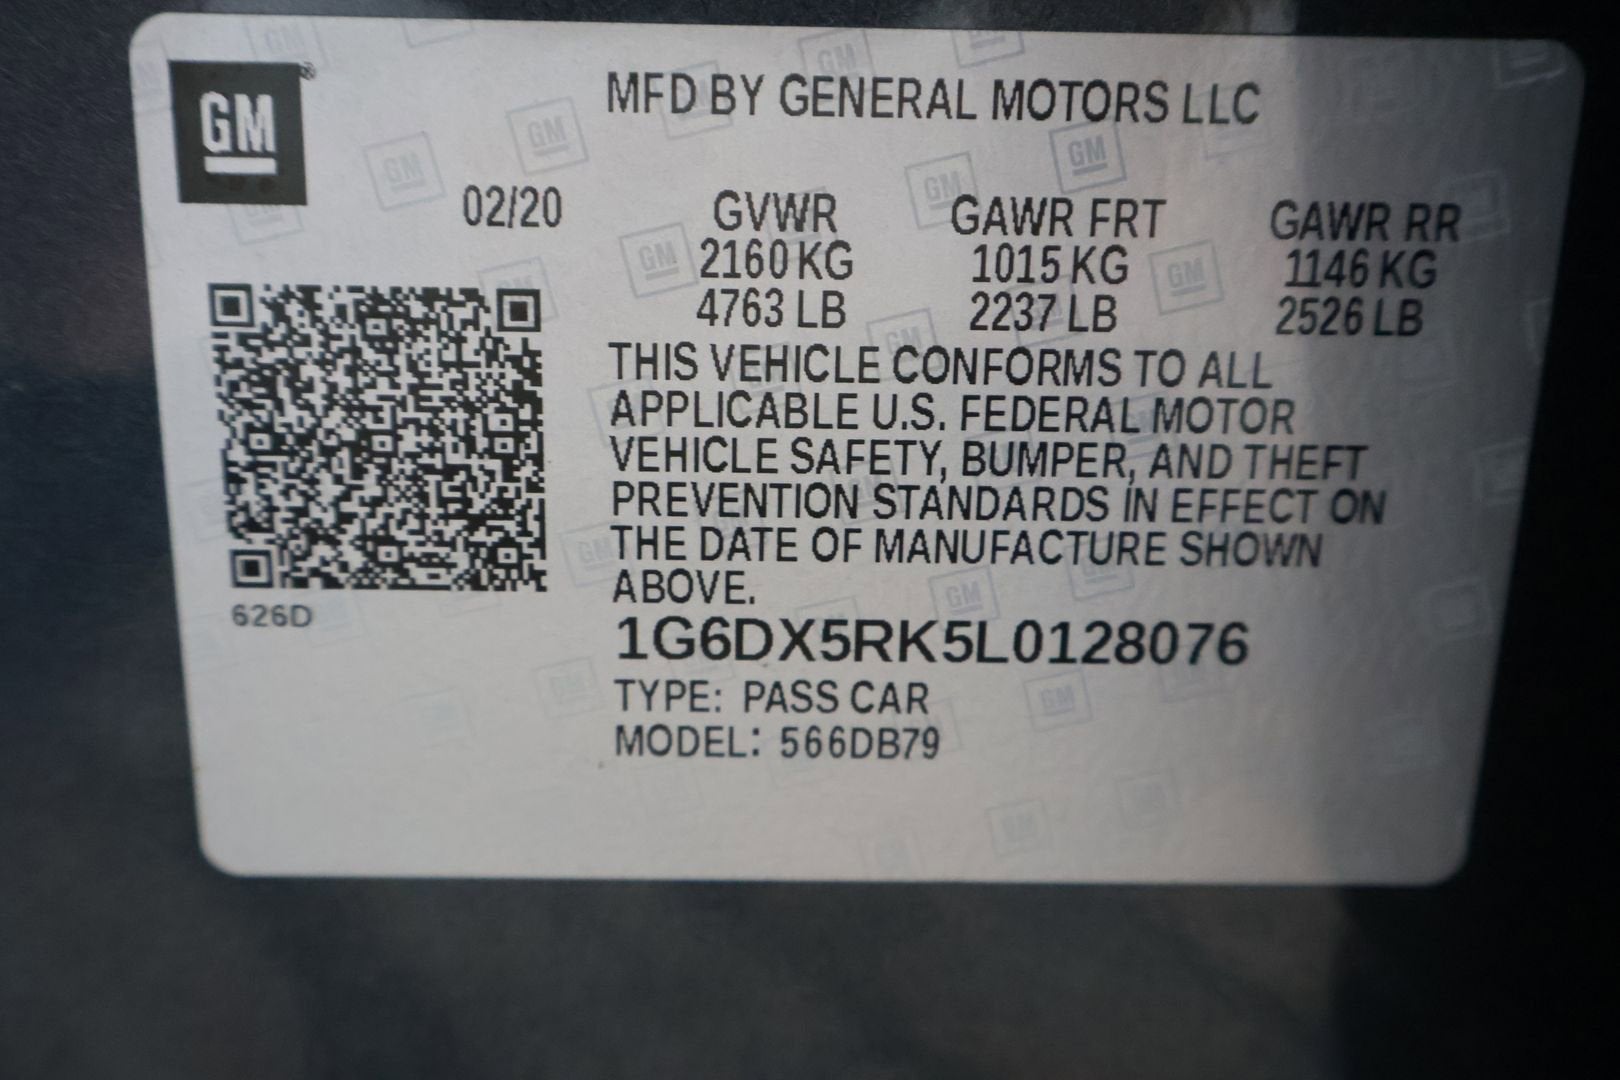 GM ®
MFD BY GENERAL MOTORS LLC
02/20
GVWR GAWR FRT GAWR RR
2160 KG 1015 KG 1146 KG
4763 LB 2237 LB 2526 LB
THIS VEHICLE CONFORMS TO ALL
APPLICABLE U.S. FEDERAL MOTOR
VEHICLE SAFETY, BUMPER, AND THEFT
PREVENTION STANDARDS IN EFFECT ON
THE DATE OF MANUFACTURE SHOWN
ABOVE.
626D
1G6DX5RK5L0128076
TYPE: PASS CAR
MODEL: 566DB79